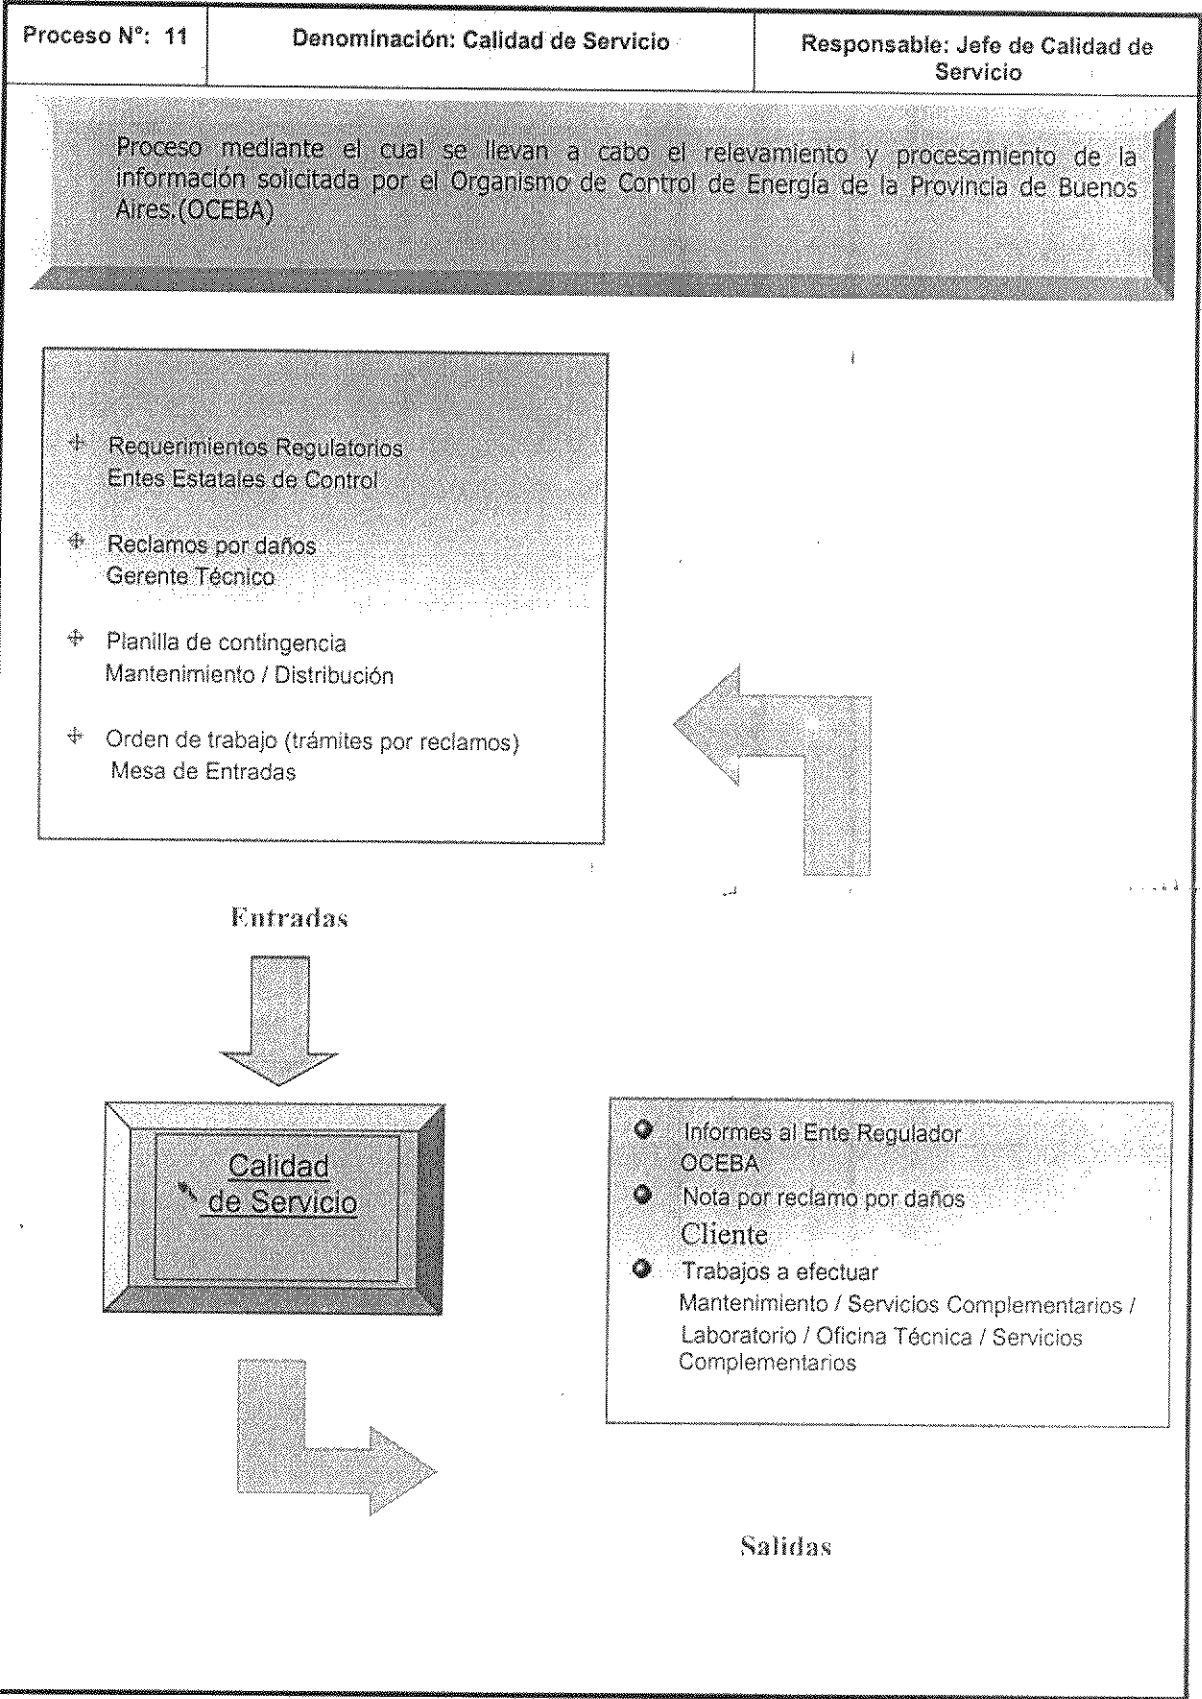 Proceso N°: 11
Denominación: Calidad de Servicio
Responsable: Jefe de Calidad de
Servicio
Proceso mediante el cual se llevan a cabo el relevamiento y procesamiento de la
información solicitada por el Organismo de Control de Energía de la Provincia de Buenos
Aires.(OCEBA)
Requerimientos Regulatorios
Entes Estatales de Control
Reclamos por daños
Gerente Técnico
Planilla de contingencia
Mantenimiento / Distribución
Orden de trabajo (trámites por reclamos)
Mesa de Entradas
Entradas
Calidad
de Servicio
Informes al Ente Regulador
OCEBA
Nota por reclamo por daños
Cliente
Trabajos a efectuar
Mantenimiento / Servicios Complementarios /
Laboratorio / Oficina Técnica / Servicios
Complementarios
Salidas